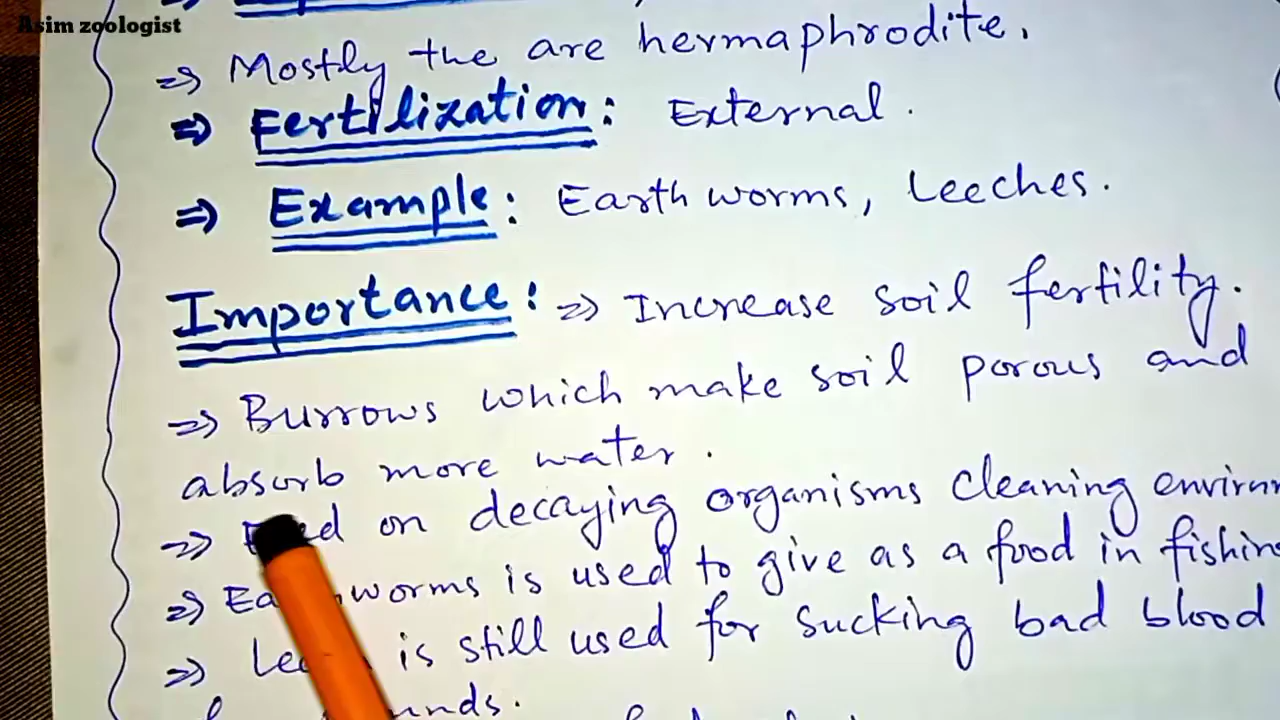 Asim zoologist
⇒ Mostly the are hermaphrodite.
⇒ Fertilization: External.
⇒ Example: Earthworms, Leeches.
Importance: ⇒ Increase soil fertility.
⇒ Burrows which make soil porous and
absorb more water.
⇒ on decaying organisms cleaning
⇒ is used to give as a food in
⇒ is still used for sucking bad blood